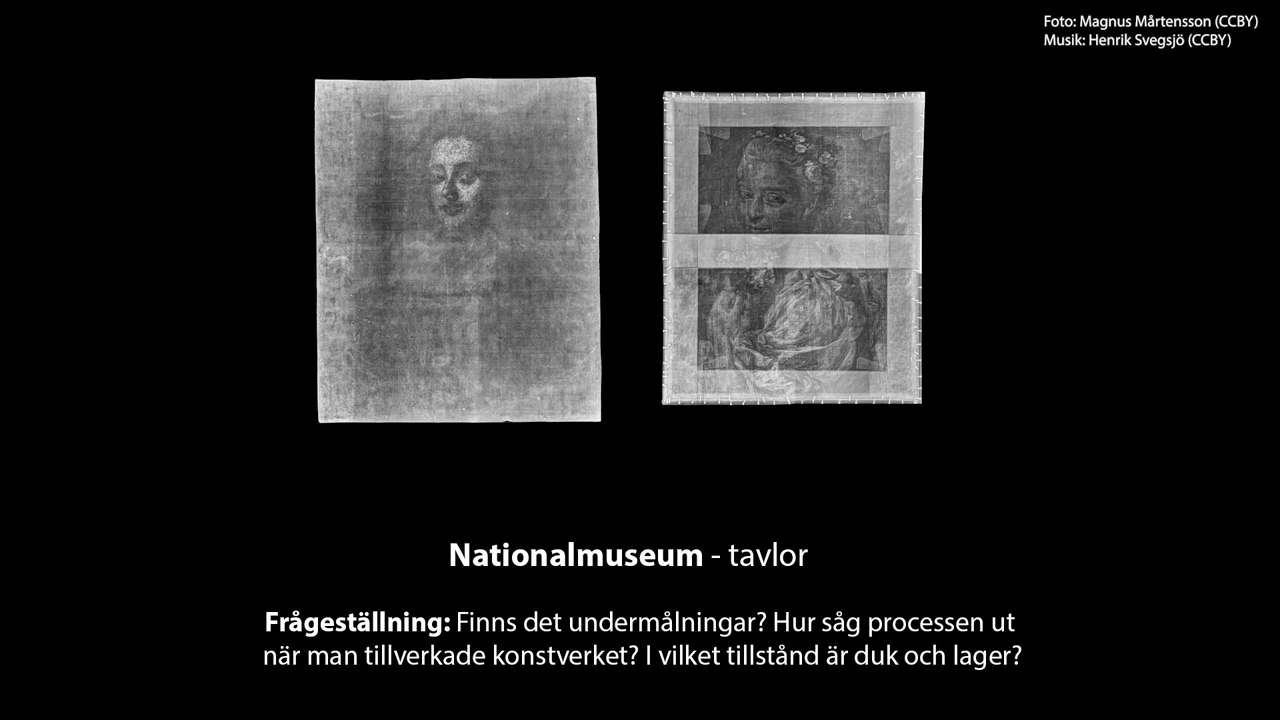 Foto: Magnus Mårtensson (CCBY)
Musik: Henrik Svegsjö (CCBY)
Nationalmuseum - tavlor
Frågeställning: Finns det undermålningar? Hur såg processen ut
när man tillverkade konstverket? I vilket tillstånd är duk och lager?